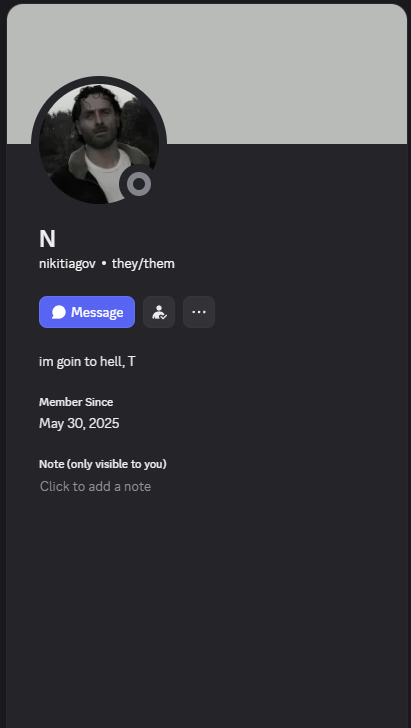 N
nikitiagov • they/them
Message
im goin to hell, T
Member Since
May 30, 2025
Note (only visible to you)
Click to add a note